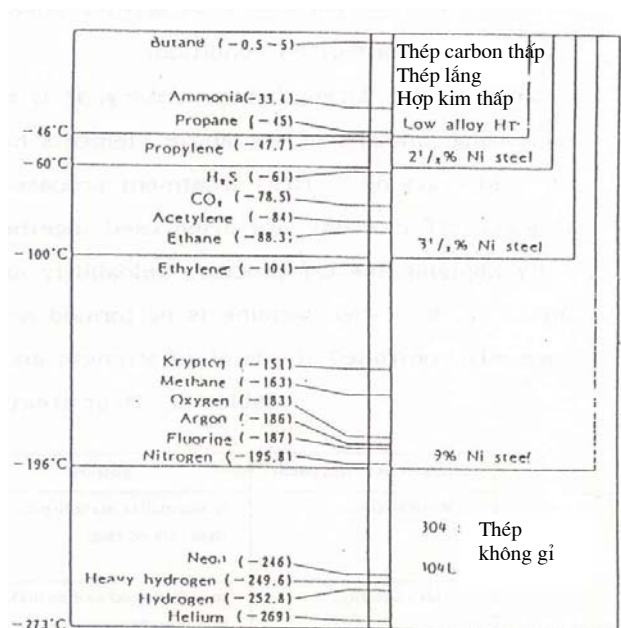 Butane (-0,5~5)
Thép carbon thấp
Thép lắng
Hợp kim thấp
Ammonia(-33.4)
Propane (-45)
Low alloy HT
-46°C
Propylene (-47.7)
-60°C
2¹/₂% Ni steel
H₂S (-61)
CO₂ (-78.5)
Acetylene (-84)
Ethane (-88.3)
3¹/₂% Ni steel
-100°C
Ethylene (-104)
Krypton (-151)
Methane (-163)
Oxygen (-183)
Argon (-186)
Fluorine (-187)
Nitrogen (-195.8)
9% Ni steel
-196°C
304
Thép
không gỉ
Neon (-246)
304L
Heavy hydrogen (-249.6)
Hydrogen (-252.8)
Helium (-269)
-273°C